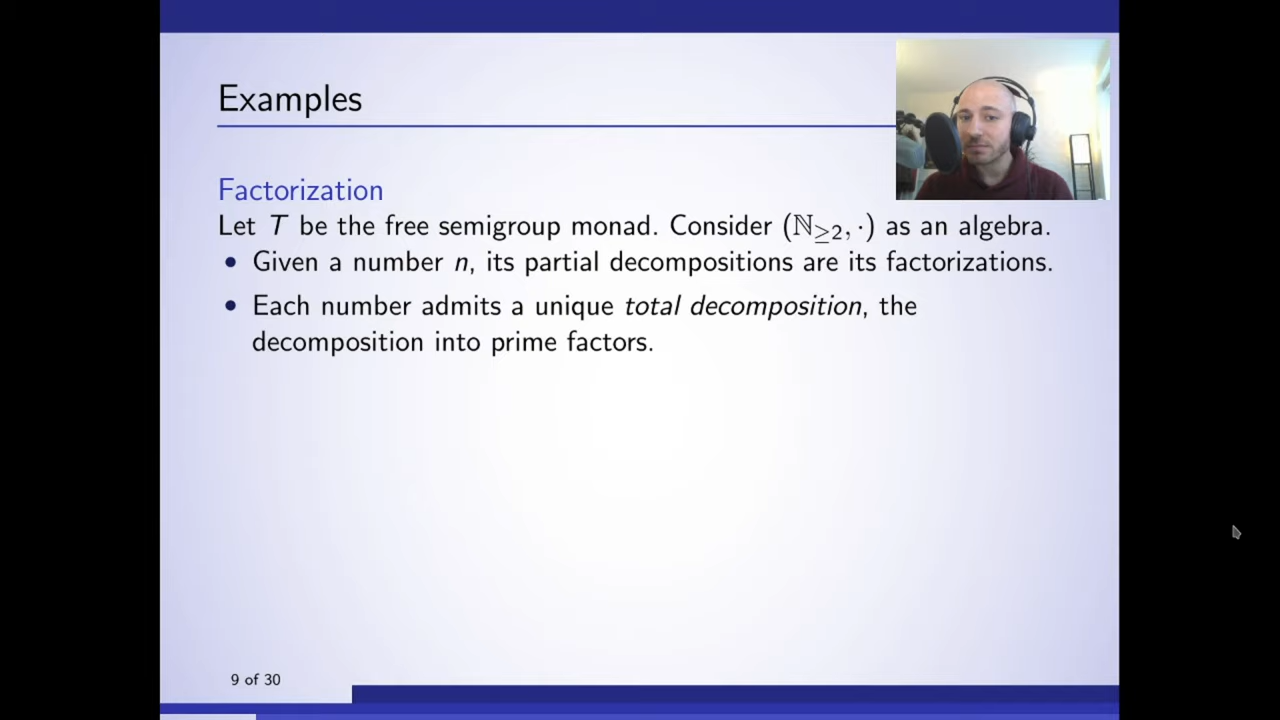 Examples
Factorization
Let T be the free semigroup monad. Consider (ℕ≥2, ·) as an algebra.
• Given a number n, its partial decompositions are its factorizations.
• Each number admits a unique total decomposition, the
decomposition into prime factors.
9 of 30